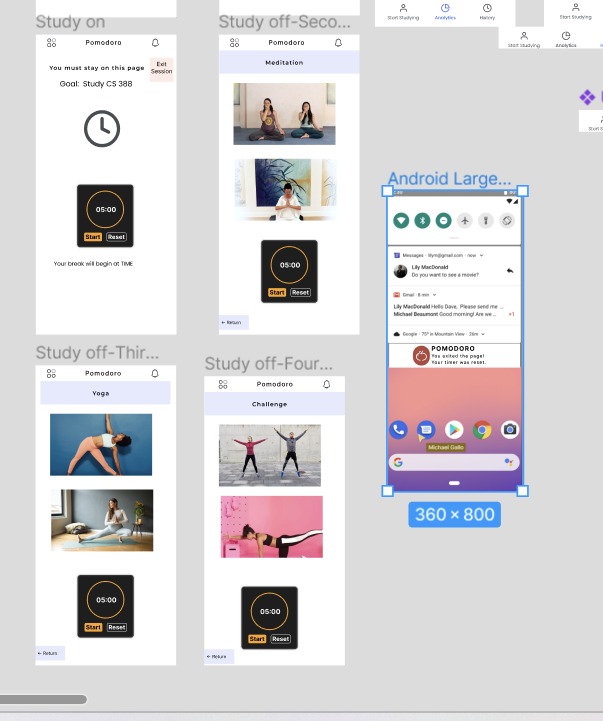 Study on
Pomodoro
You must stay on this page
Exit
Session
Goal: Study CS 388
05:00
Start Reset
Your break will begin at TIME
Study off-Seco...
Pomodoro
Meditation
05:00
Start Reset
← Return
Start Studying Analytics History
Start Studying
Start Studying Analytics
Android Large...
Messages · lilym@gmail.com · now
Lily MacDonald
Do you want to see a movie?
Gmail · 8 min
Lily MacDonald Hello Dave, Please send me ...
Michael Beaumont Good morning! Are we .. +1
Google · 75° in Mountain View · 2km
POMODORO
You exited the page!
Your timer was reset.
Michael Gallo
360 × 800
Study off-Thir...
Pomodoro
Yoga
05:00
Start Reset
← Return
Study off-Four...
Pomodoro
Challenge
05:00
Start Reset
← Return